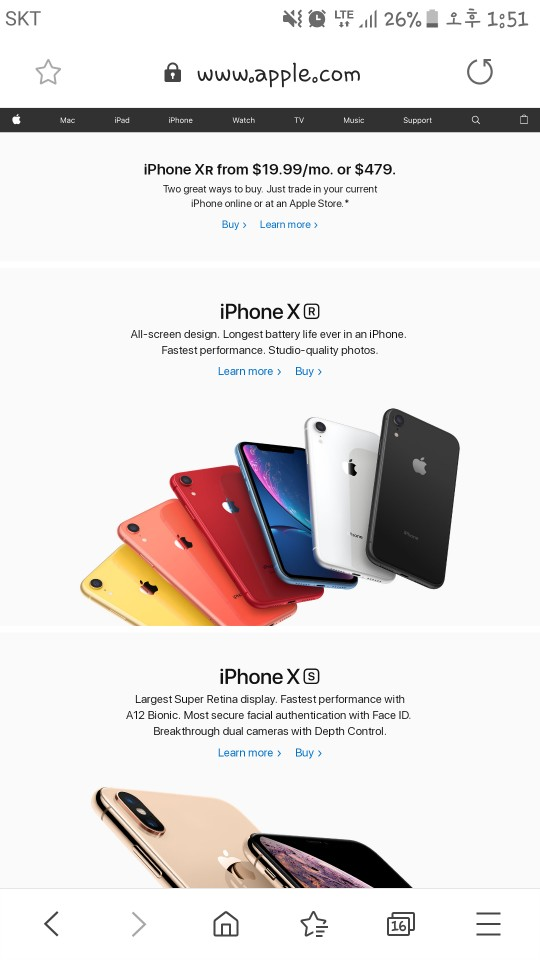 SKT LTE 26% 오후 1:51
www.apple.com
Mac iPad iPhone Watch TV Music Support
iPhone XR from $19.99/mo. or $479.
Two great ways to buy. Just trade in your current
iPhone online or at an Apple Store.*
Buy > Learn more >
iPhone X R
All-screen design. Longest battery life ever in an iPhone.
Fastest performance. Studio-quality photos.
Learn more > Buy >
iPhone
iPhone X S
Largest Super Retina display. Fastest performance with
A12 Bionic. Most secure facial authentication with Face ID.
Breakthrough dual cameras with Depth Control.
Learn more > Buy >
16